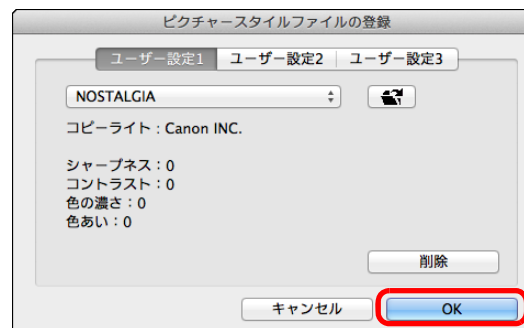 ピクチャースタイルファイルの登録
ユーザー設定1 ユーザー設定2 ユーザー設定3
NOSTALGIA
コピーライト : Canon INC.
シャープネス：0
コントラスト：0
色の濃さ：0
色あい：0
削除
キャンセル OK